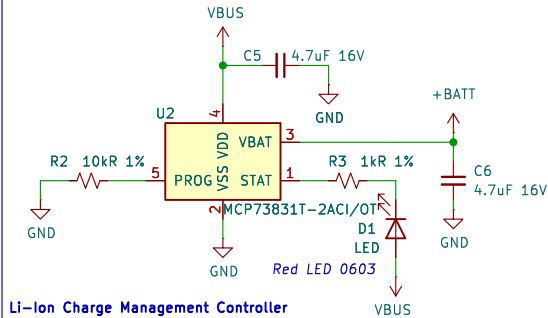 VBUS
C5 4.7uF 16V
GND
+BATT
U2
4
VDD
VBAT 3
R2 10kR 1%
5 PROG
VSS
STAT 1
R3 1kR 1%
C6
4.7uF 16V
2
MCP73831T-2ACI/OT
D1
LED
GND
GND
GND
Red LED 0603
VBUS
Li-Ion Charge Management Controller